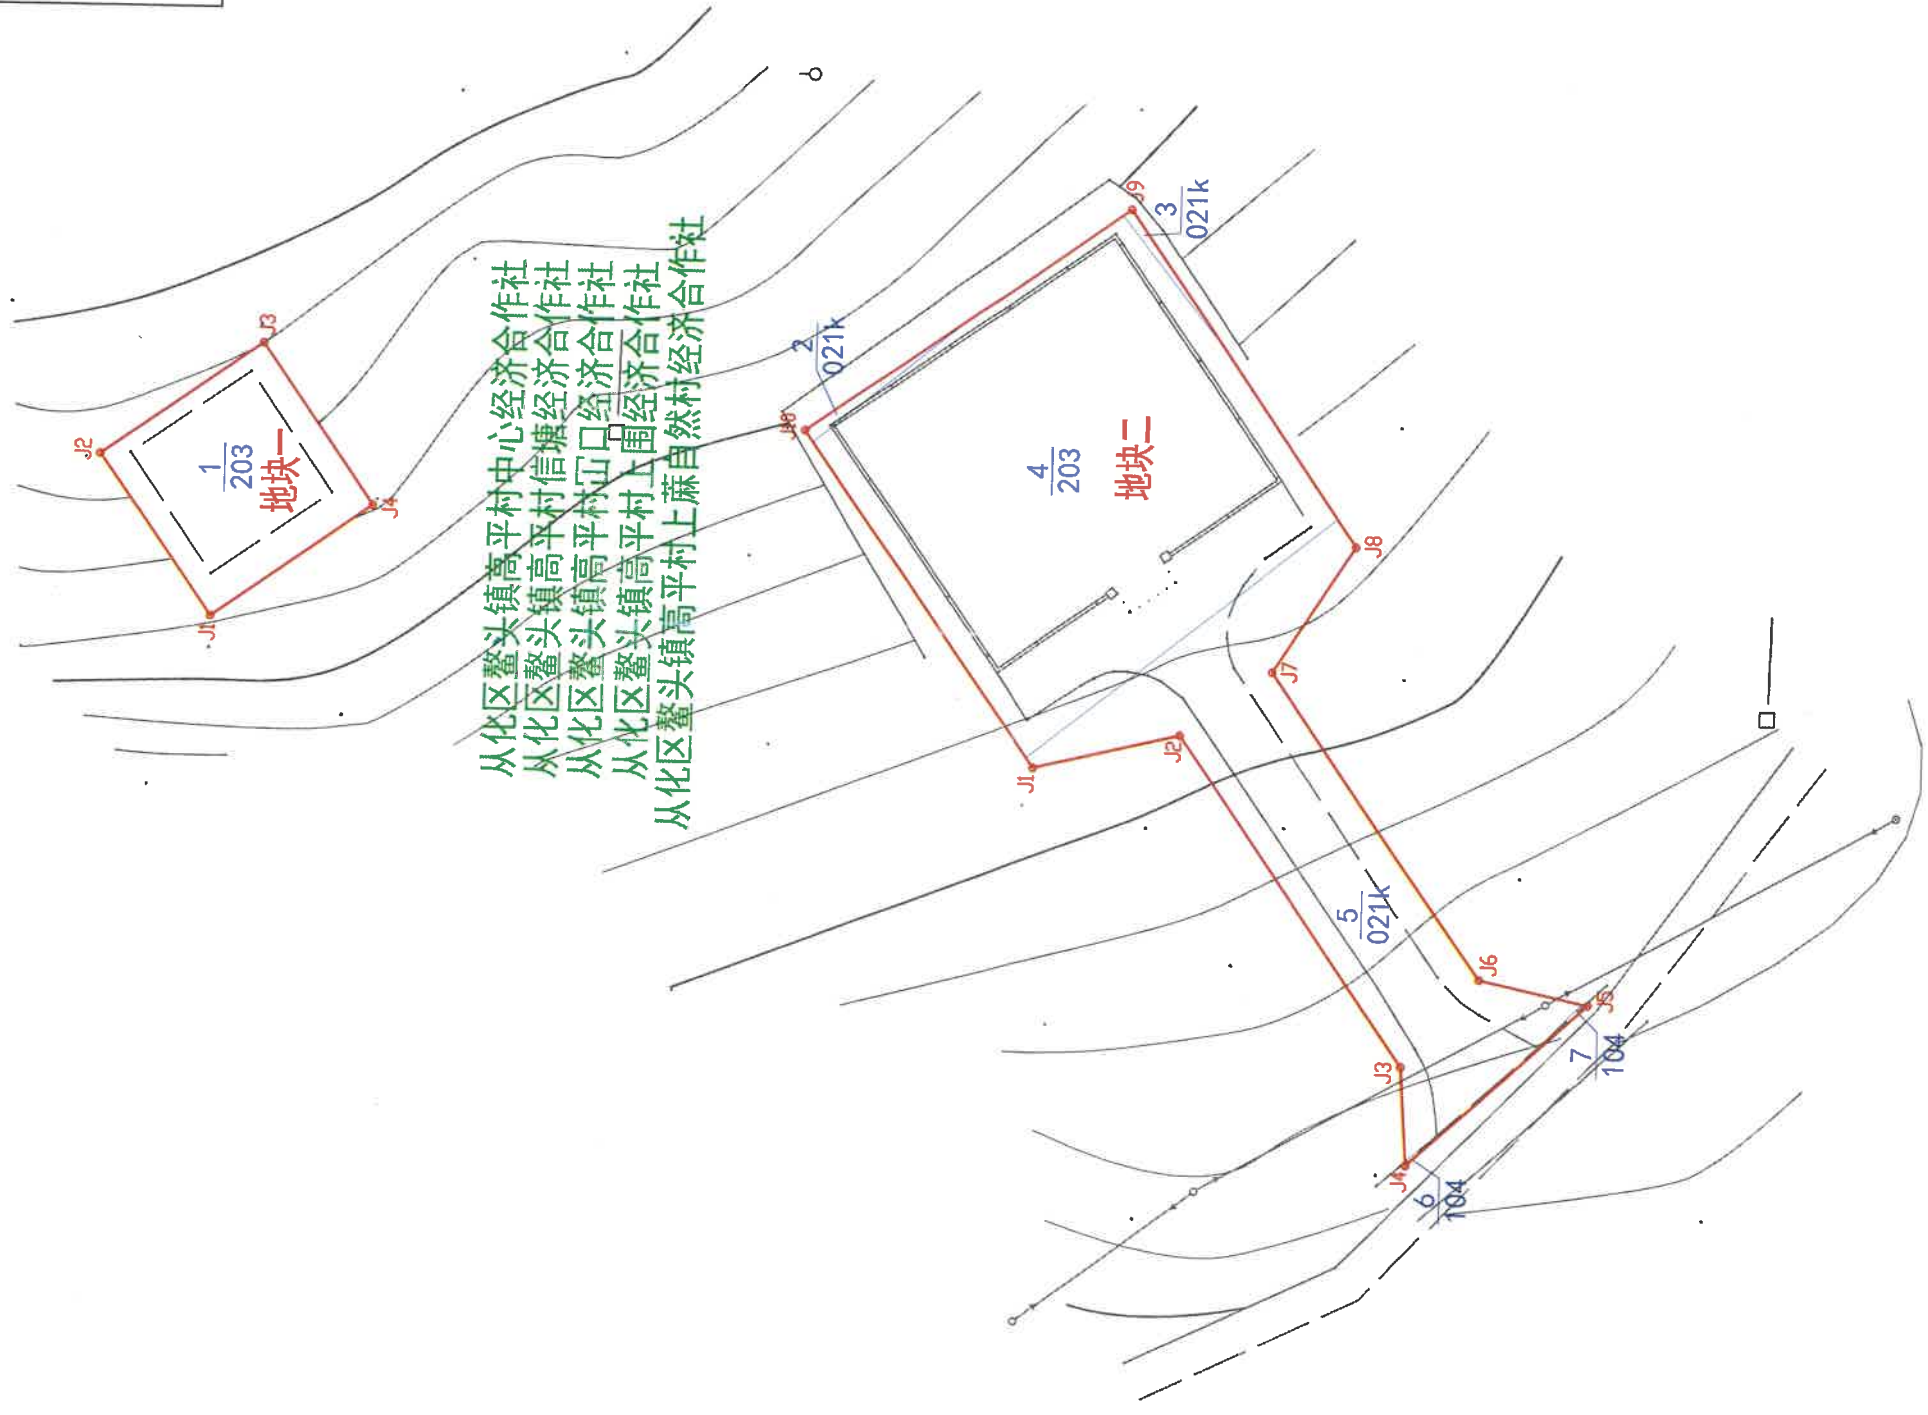 J2
J3
J1
J4
1
203
地块一
从化区鳌头镇高平村中心经济合作社
从化区鳌头镇高平村信塘经济合作社
从化区鳌头镇高平村冚口经济合作社
从化区鳌头镇高平村上围经济合作社
从化区鳌头镇高平村上蔴自然村经济合作社
2
021k
J10
J9
3
021k
4
203
地块二
J8
J7
J1
J2
5
021k
J6
J3
J5
7
104
J4
6
104